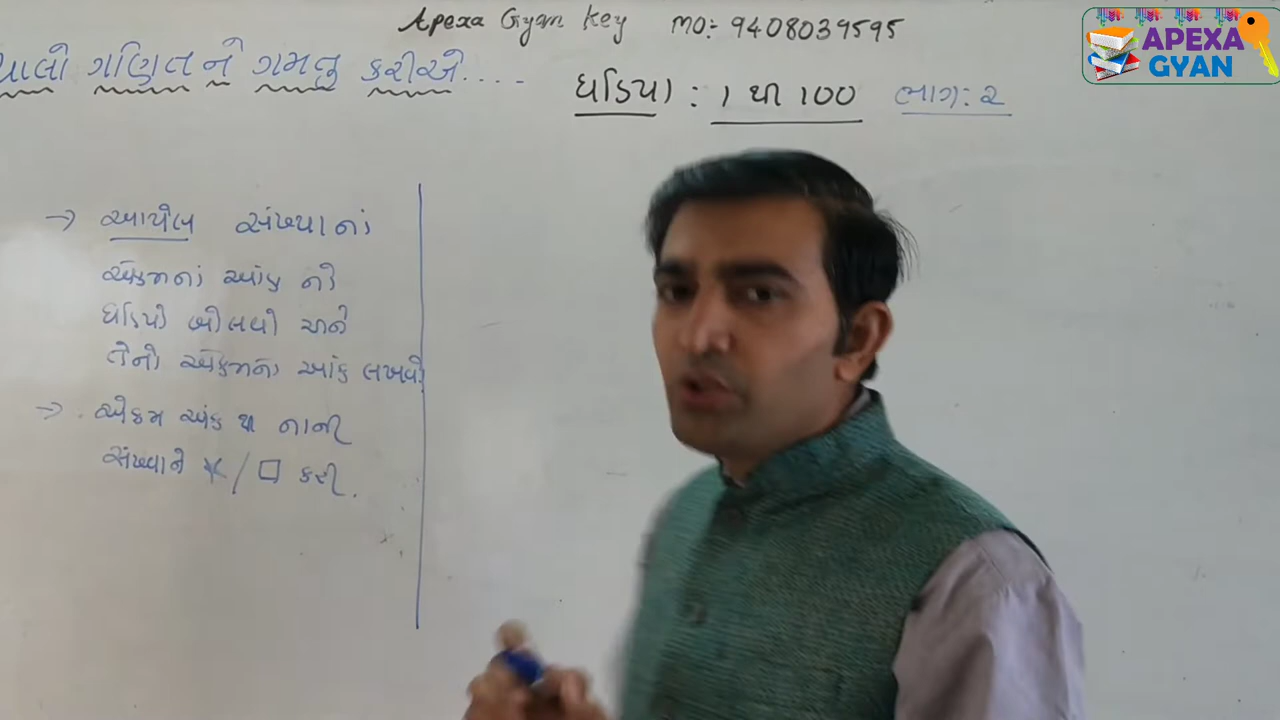 Apexa Gyan Key MO:- 9408039595
APEXA
GYAN
ચાલો ગણિતને ગમતુ કરીએ....
ઘડિયા : 1 થી 100 ભાગ: ૨
→ આપેલ સંખ્યાનાં
એકમનાં આંક નો
ઘડિયો બોલવો અને
તેનો એકમનો આંક લખવો
→ એકમ અંક થી નાની
સંખ્યાને * / □ કરી.